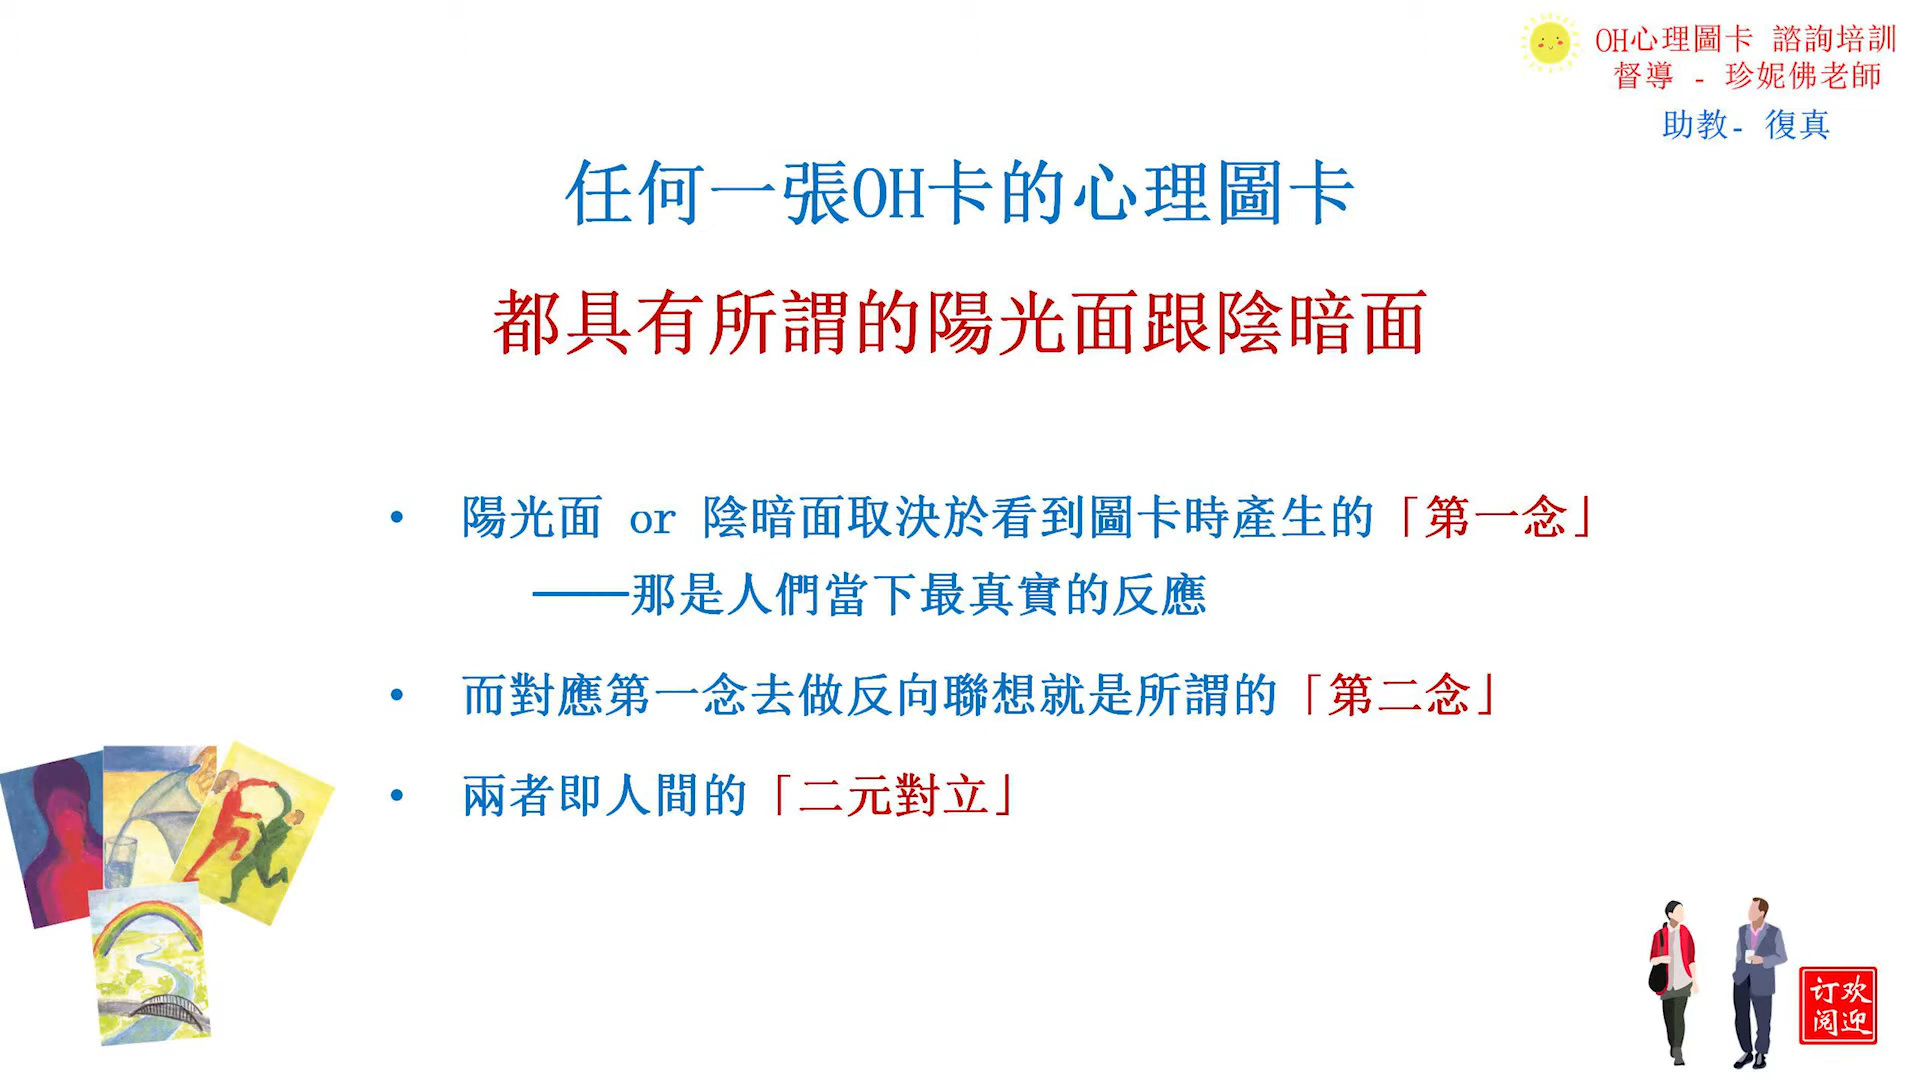 OH心理圖卡 諮詢培訓
督導 - 珍妮佛老師
助教- 復真
任何一張OH卡的心理圖卡
都具有所謂的陽光面跟陰暗面
• 陽光面 or 陰暗面取決於看到圖卡時產生的「第一念」
——那是人們當下最真實的反應
• 而對應第一念去做反向聯想就是所謂的「第二念」
• 兩者即人間的「二元對立」
欢迎
订阅